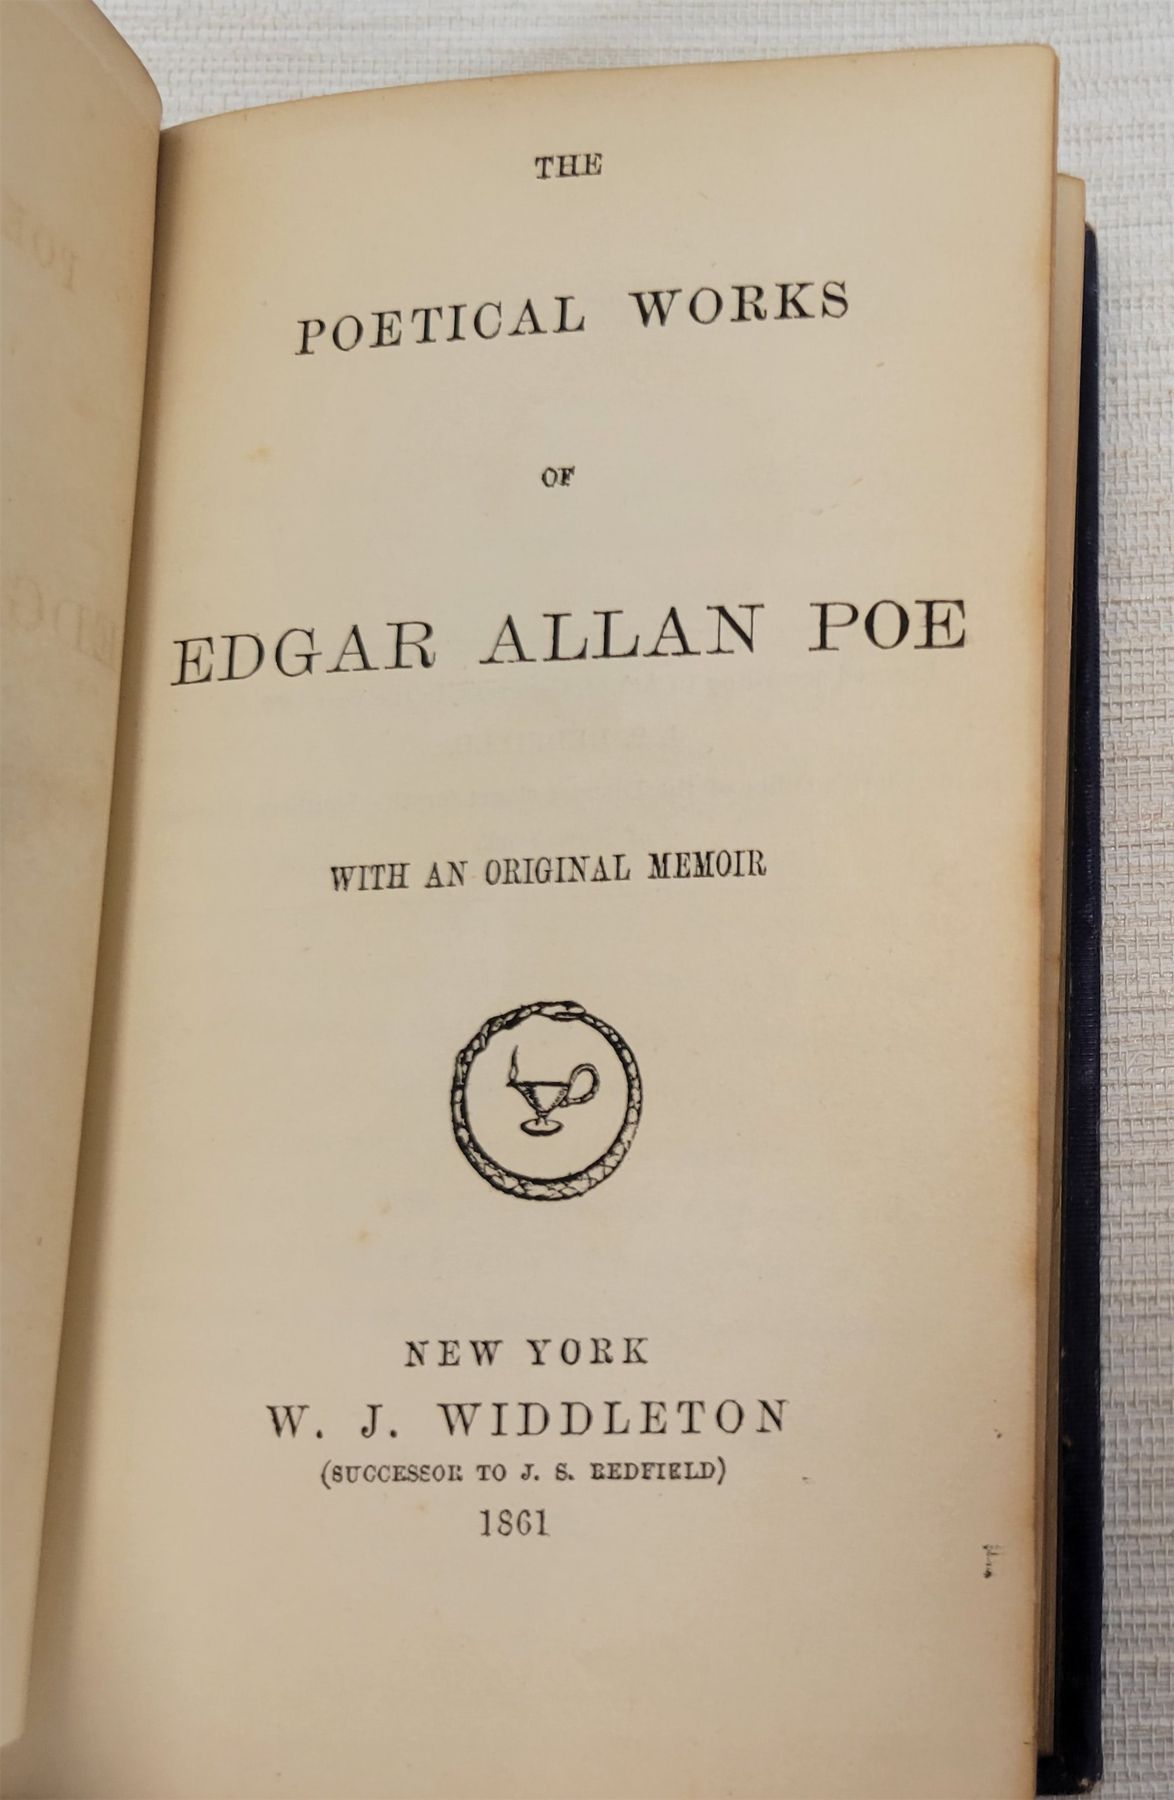 THE
POETICAL WORKS
OF
EDGAR ALLAN POE
WITH AN ORIGINAL MEMOIR
NEW YORK
W. J. WIDDLETON
(SUCCESSOR TO J. S. REDFIELD)
1861